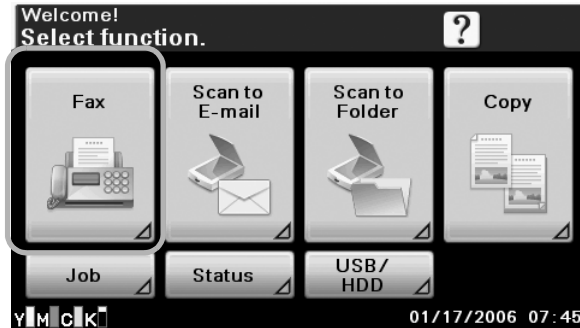 Welcome!
Select function.
?
Fax
Scan to
E-mail
Scan to
Folder
Copy
Job
Status
USB/
HDD
Y M C K
01/17/2006 07:45